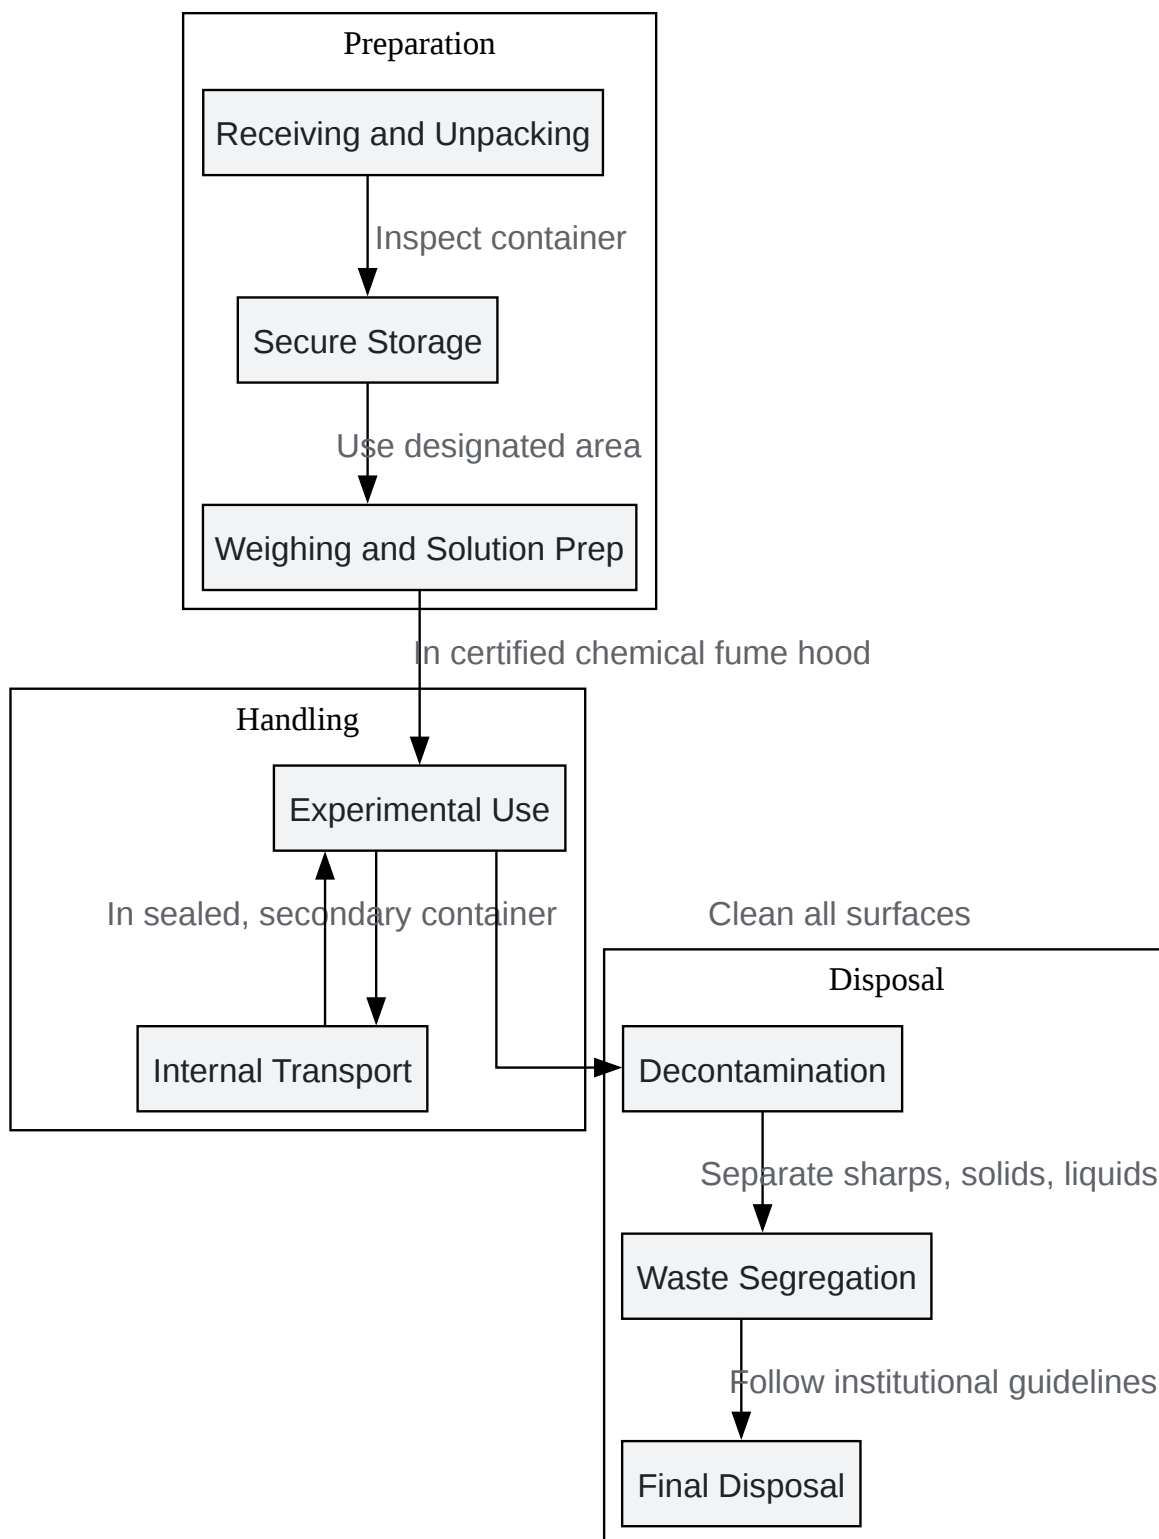 Preparation
Receiving and Unpacking
Inspect container
Secure Storage
Use designated area
Weighing and Solution Prep
In certified chemical fume hood
Handling
Experimental Use
In sealed, secondary container
Clean all surfaces
Disposal
Internal Transport
Decontamination
Separate sharps, solids, liquids
Waste Segregation
Follow institutional guidelines
Final Disposal